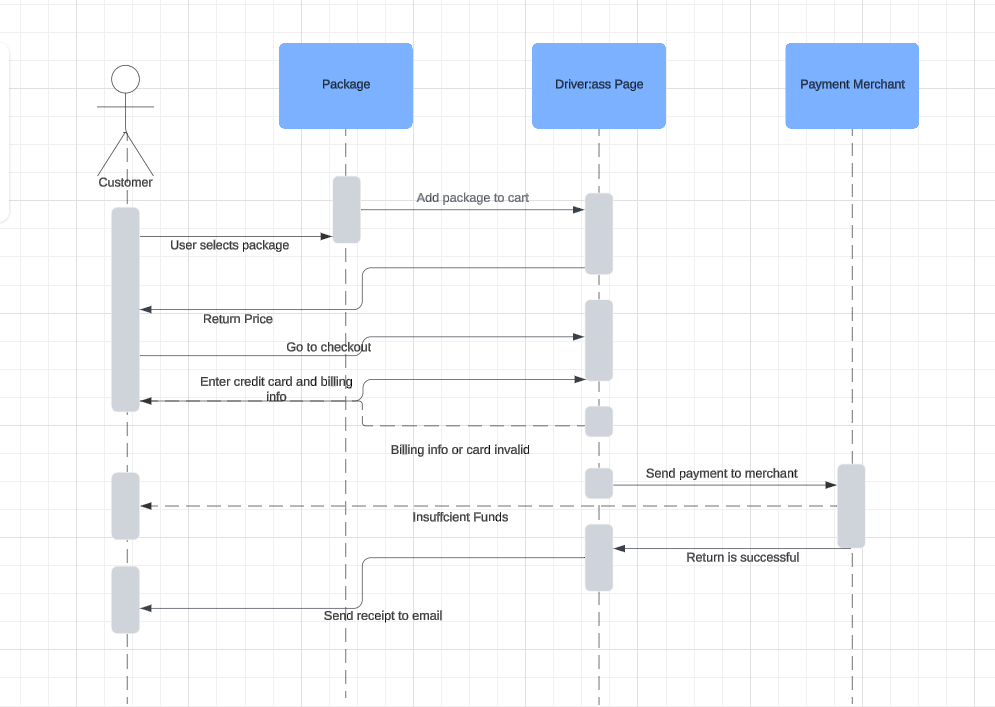 Package
Driver:ass Page
Payment Merchant
Customer
Add package to cart
User selects package
Return Price
Go to checkout
Enter credit card and billing
info
Billing info or card invalid
Send payment to merchant
Insuffcient Funds
Return is successful
Send receipt to email